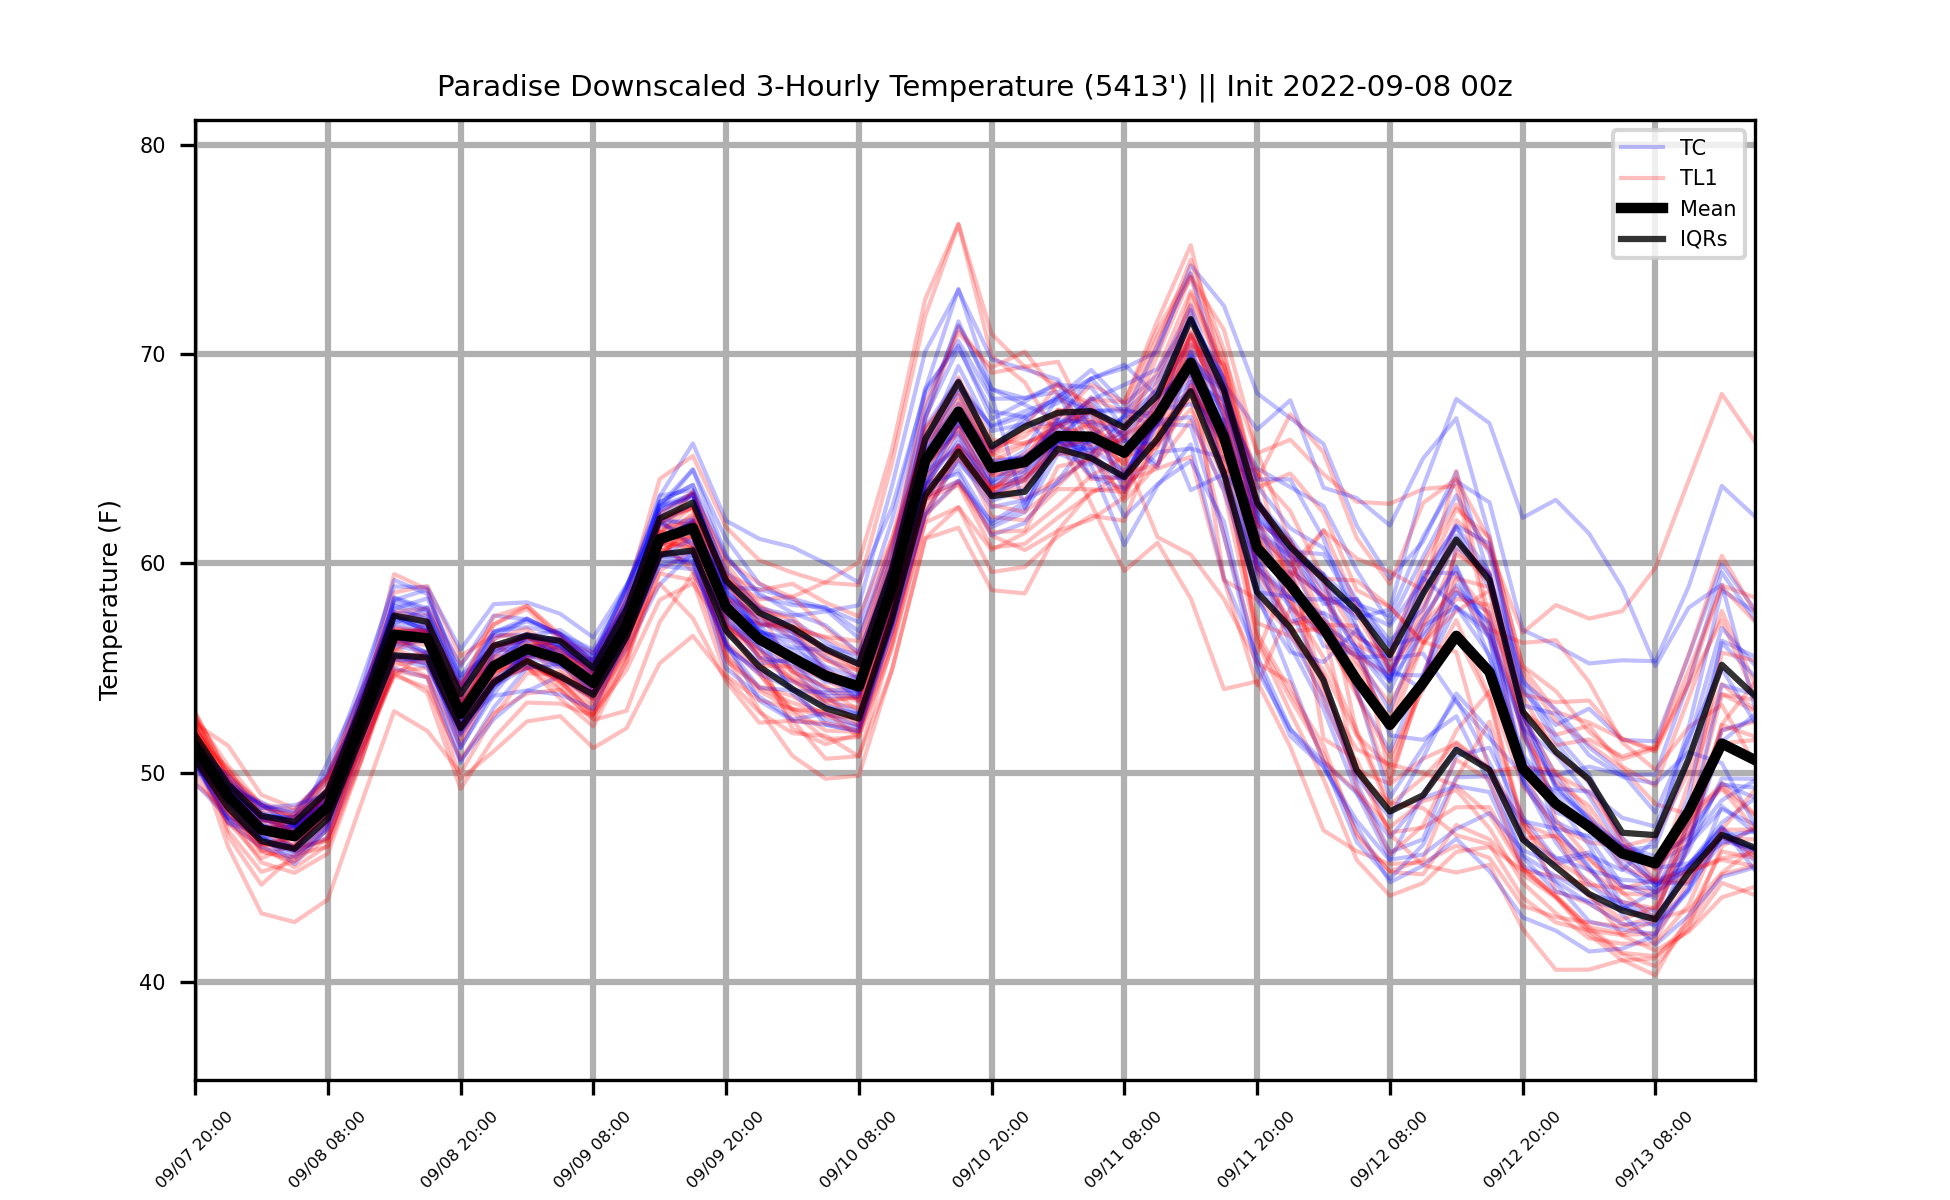 Paradise Downscaled 3-Hourly Temperature (5413') || Init 2022-09-08 00z
TC
TL1
Mean
IQRs
Temperature (F)
80
70
60
50
40
09/07 20:00
09/08 08:00
09/08 20:00
09/09 08:00
09/09 20:00
09/10 08:00
09/10 20:00
09/11 08:00
09/11 20:00
09/12 08:00
09/12 20:00
09/13 08:00